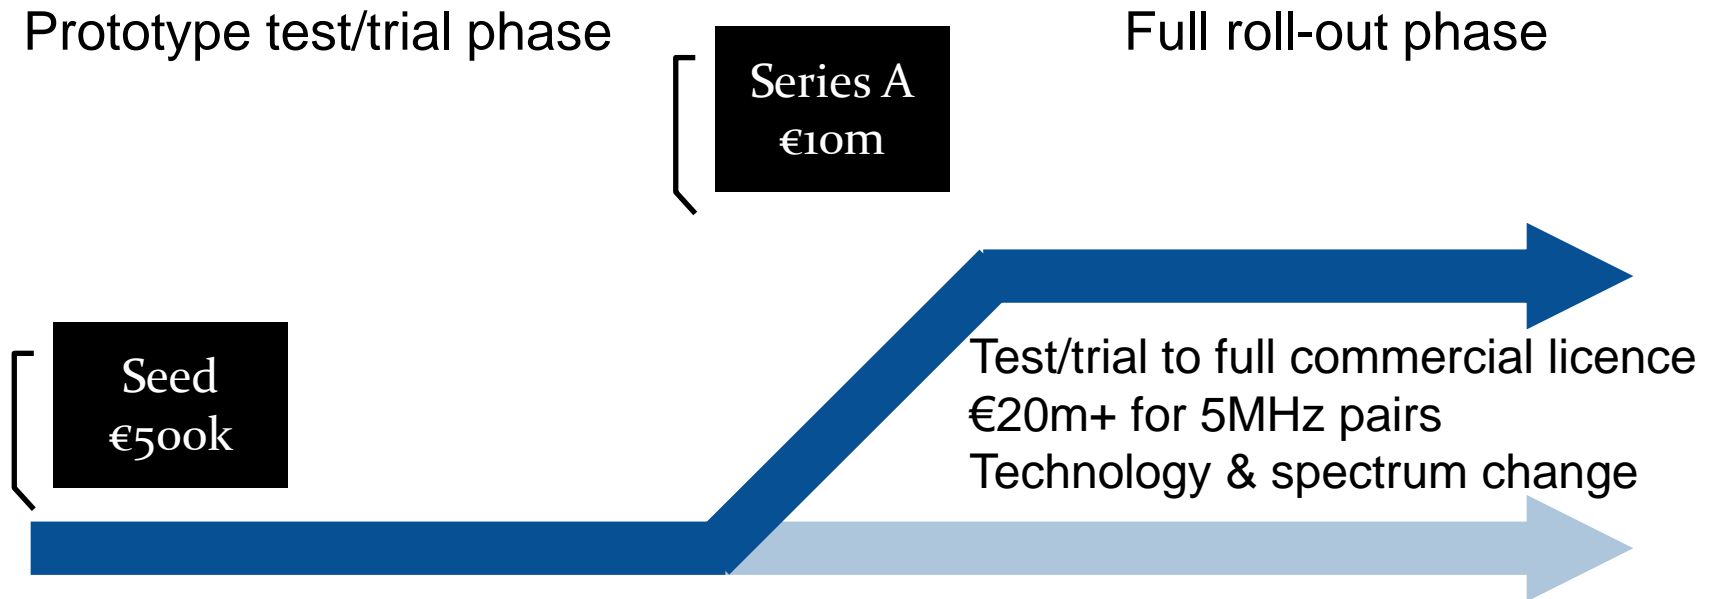 Prototype test/trial phase
Full roll-out phase
Series A
€10m
Seed
€500k
Test/trial to full commercial licence
€20m+ for 5MHz pairs
Technology & spectrum change